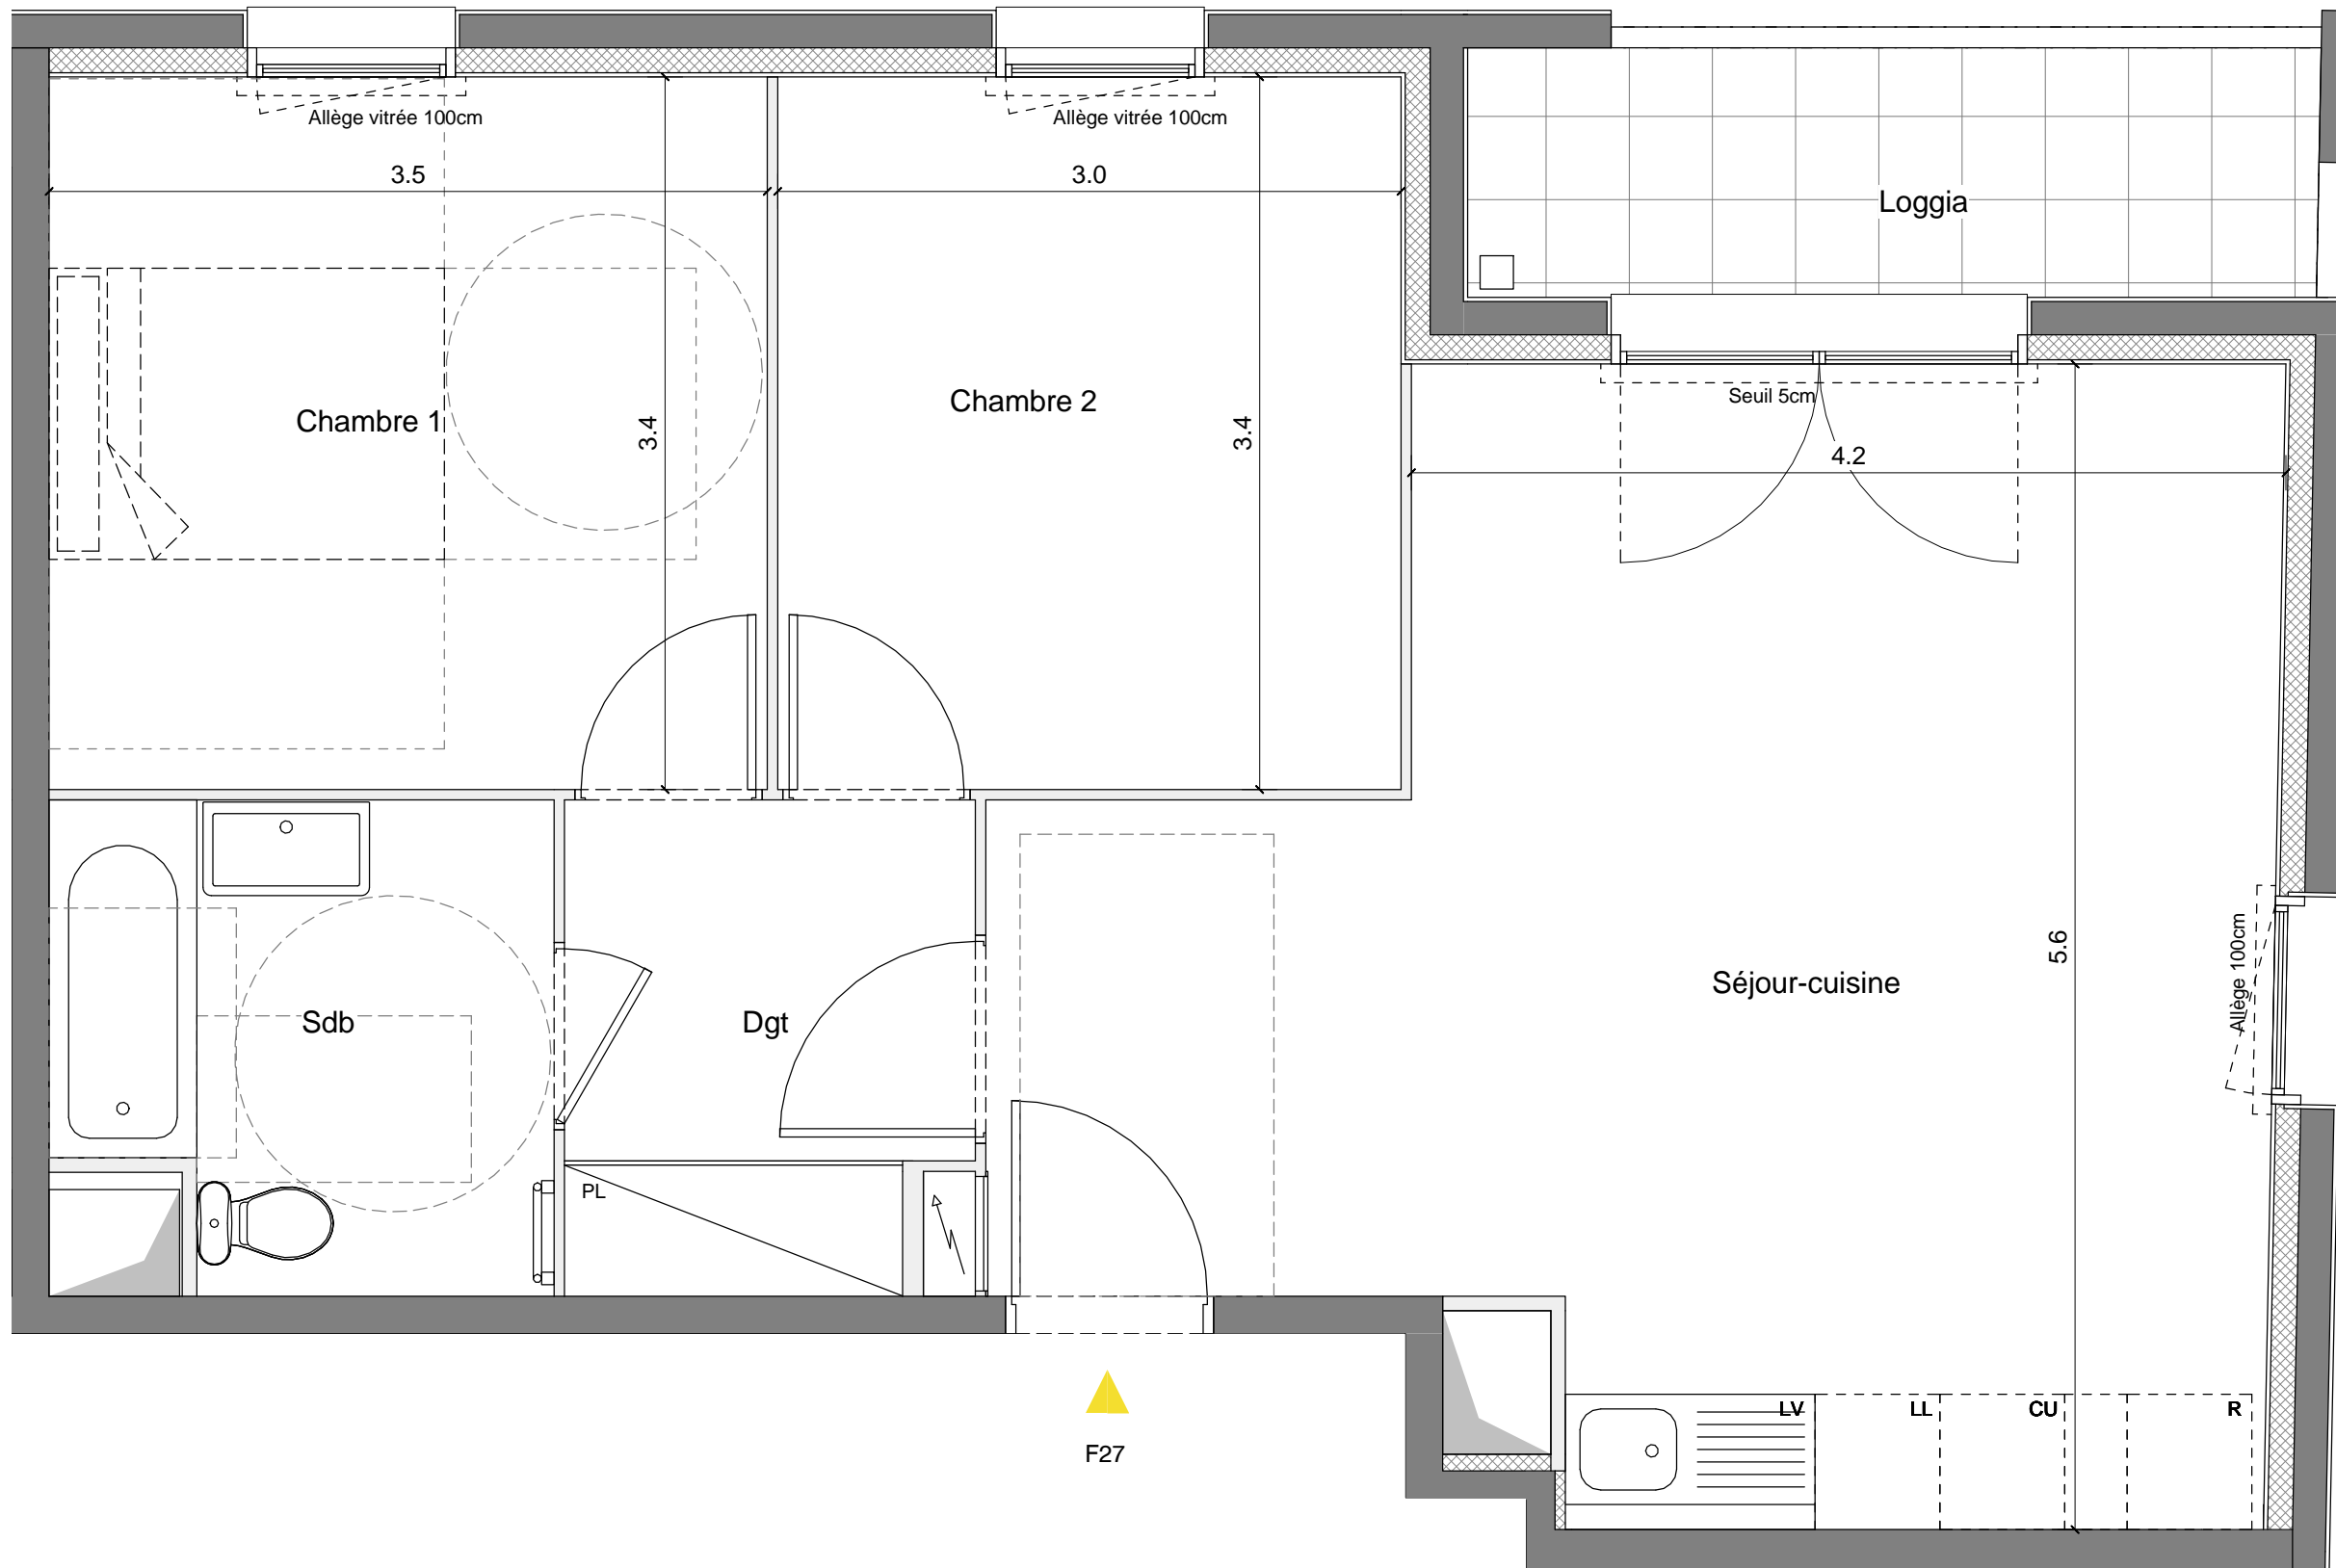 Allège vitrée 100cm
Allège vitrée 100cm
3.5
3.0
Loggia
Seuil 5cm
Chambre 1
3.4
Chambre 2
3.4
4.2
5.6
Allège 100cm
Séjour-cuisine
Sdb
Dgt
PL
LV
LL
CU
R
F27